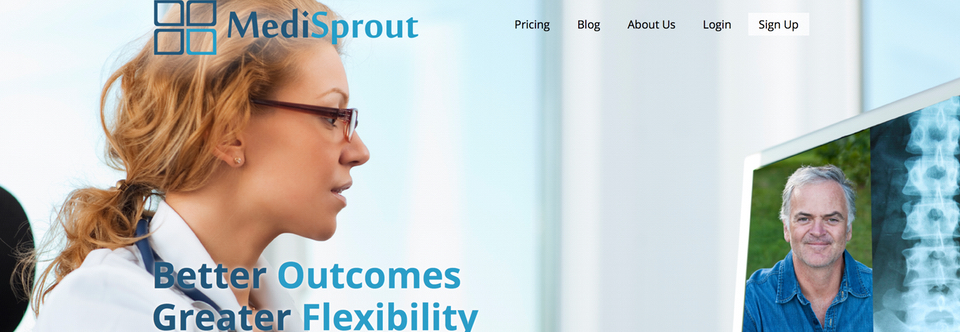 MediSprout
Pricing
Blog
About Us
Login
Sign Up
Better Outcomes
Greater Flexibility